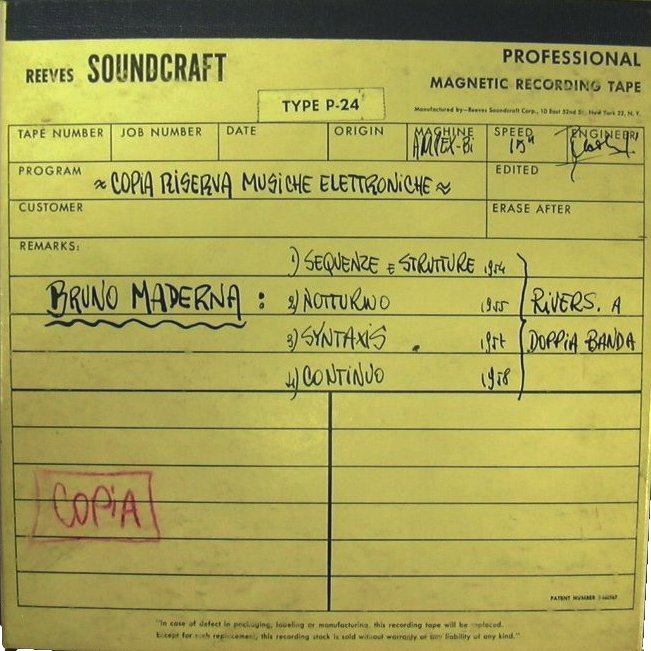 REEVES SOUNDCRAFT
PROFESSIONAL
MAGNETIC RECORDING TAPE
TYPE P-24
Manufactured by—Reeves Soundcraft Corp., 10 East 52nd St., New York 22, N. Y.
TAPE NUMBER JOB NUMBER DATE ORIGIN MACHINE SPEED ENGINEER
AMPEX-Bi 15"
PROGRAM ≈ COPiA RiSERVA MUSiCHE ELETTRONiCHE ≈ EDITED
CUSTOMER ERASE AFTER
REMARKS:
1) SEQUENZE E STRUTTURE 1954
BRUNO MADERNA : 2) NOTTURNO 1955 RiVERS. A
3) SYNTAXiS 1957 DOPPiA BANDA
4) CONTiNUO 1958
COPiA
PATENT NUMBER
"In case of defect in packaging, labeling or manufacturing, this recording tape will be replaced.
Except for such replacement, this recording stock is sold without warranty or any liability of any kind."